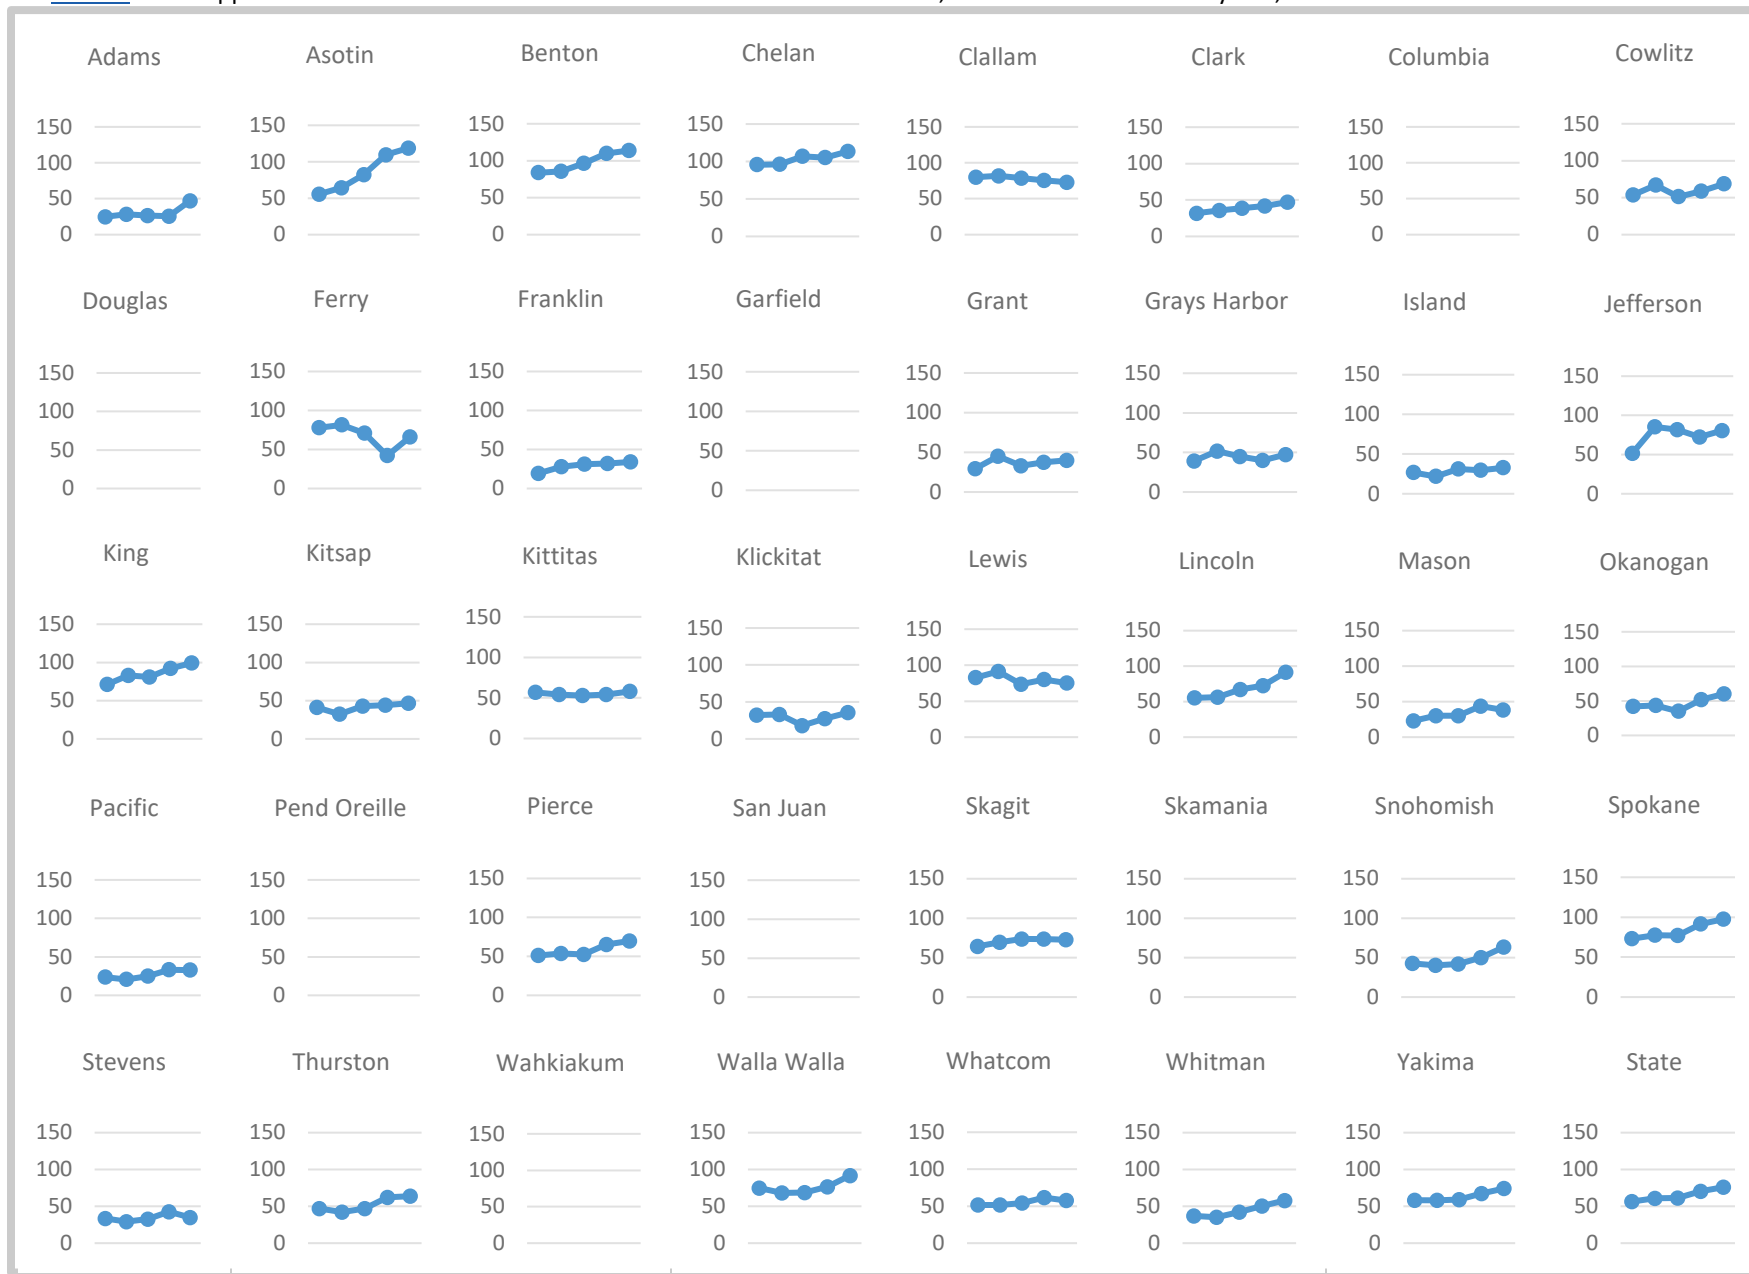 Adams Asotin Benton Chelan Clallam Clark Columbia Cowlitz
150 150 150 150 150 150 150 150
100 100 100 100 100 100 100 100
50 50 50 50 50 50 50 50
0 0 0 0 0 0 0 0
Douglas Ferry Franklin Garfield Grant Grays Harbor Island Jefferson
150 150 150 150 150 150 150 150
100 100 100 100 100 100 100 100
50 50 50 50 50 50 50 50
0 0 0 0 0 0 0 0
King Kitsap Kittitas Klickitat Lewis Lincoln Mason Okanogan
150 150 150 150 150 150 150 150
100 100 100 100 100 100 100 100
50 50 50 50 50 50 50 50
0 0 0 0 0 0 0 0
Pacific Pend Oreille Pierce San Juan Skagit Skamania Snohomish Spokane
150 150 150 150 150 150 150 150
100 100 100 100 100 100 100 100
50 50 50 50 50 50 50 50
0 0 0 0 0 0 0 0
Stevens Thurston Wahkiakum Walla Walla Whatcom Whitman Yakima State
150 150 150 150 150 150 150 150
100 100 100 100 100 100 100 100
50 50 50 50 50 50 50 50
0 0 0 0 0 0 0 0